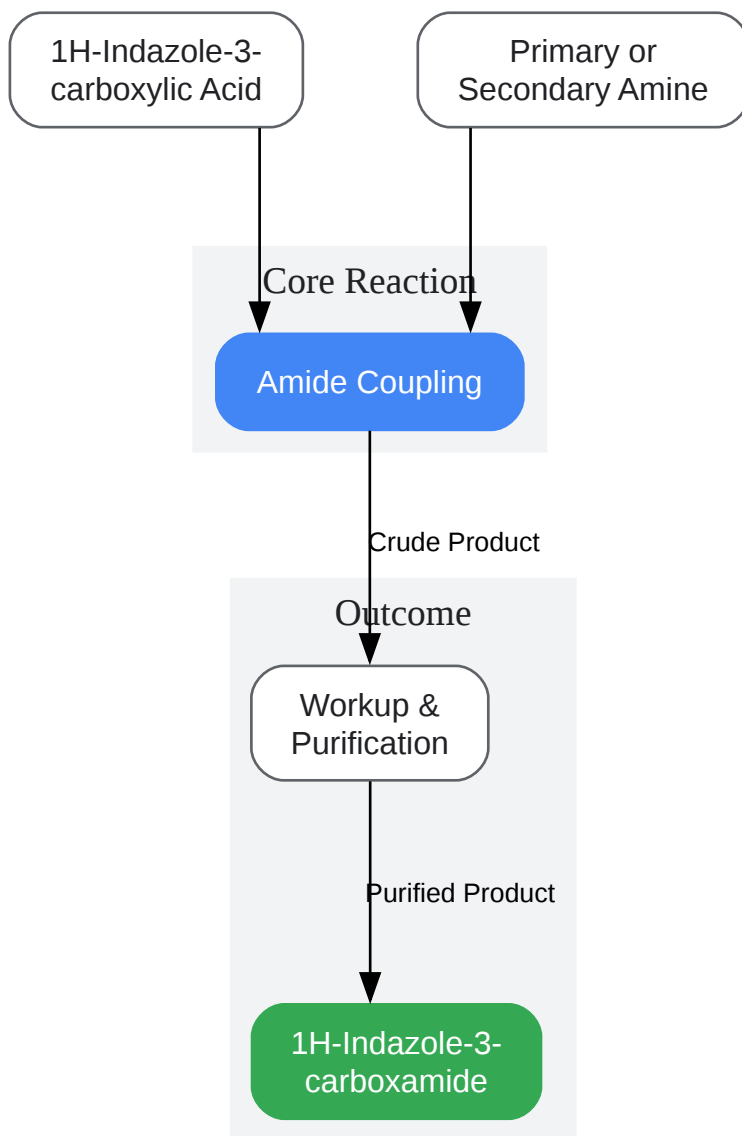 1H-Indazole-3-
carboxylic Acid
Primary or
Secondary Amine
Core Reaction
Amide Coupling
Crude Product
Outcome
Workup &
Purification
Purified Product
1H-Indazole-3-
carboxamide